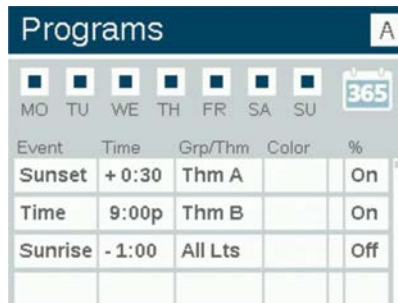 Programs A
MO TU WE TH FR SA SU 365
Event Time Grp/Thm Color %
Sunset + 0:30 Thm A On
Time 9:00p Thm B On
Sunrise - 1:00 All Lts Off